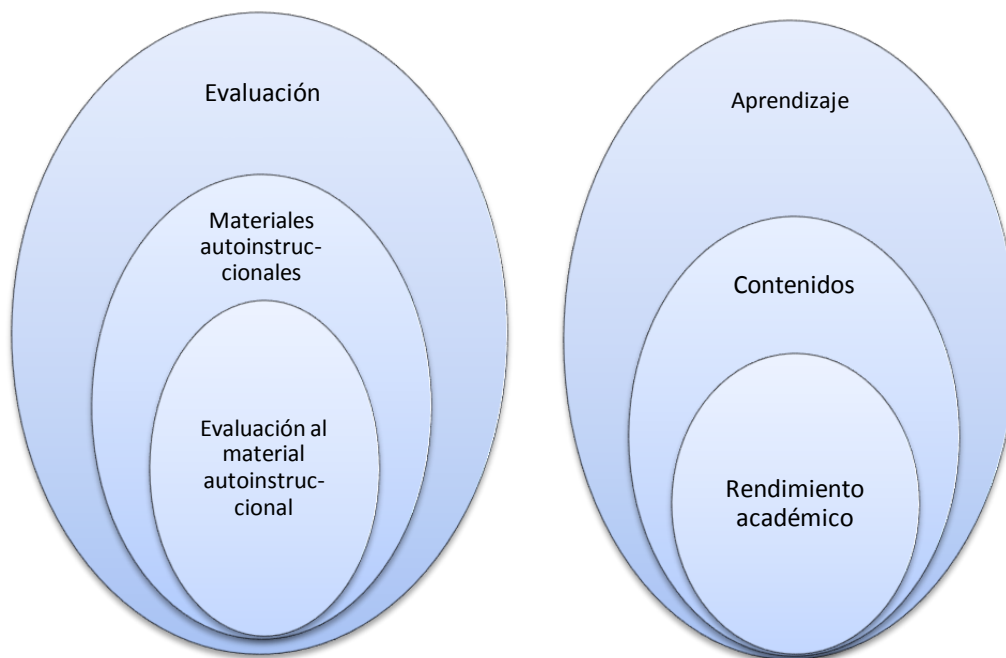 Evaluación
Materiales
autoinstruc-
cionales
Evaluación al
material
autoinstruc-
cional
Aprendizaje
Contenidos
Rendimiento
académico